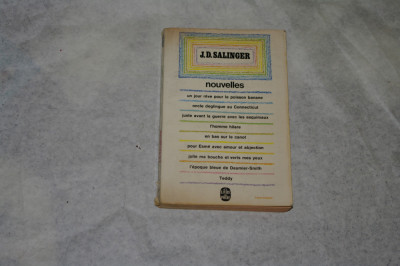 J.D. SALINGER
nouvelles
un jour rêvé pour le poisson banane
oncle déglingué au Connecticut
juste avant la guerre avec les esquimaux
l'homme hilare
en bas sur le canot
pour Esmé avec amour et abjection
jolie ma bouche et verts mes yeux
l'époque bleue de Daumier-Smith
Teddy